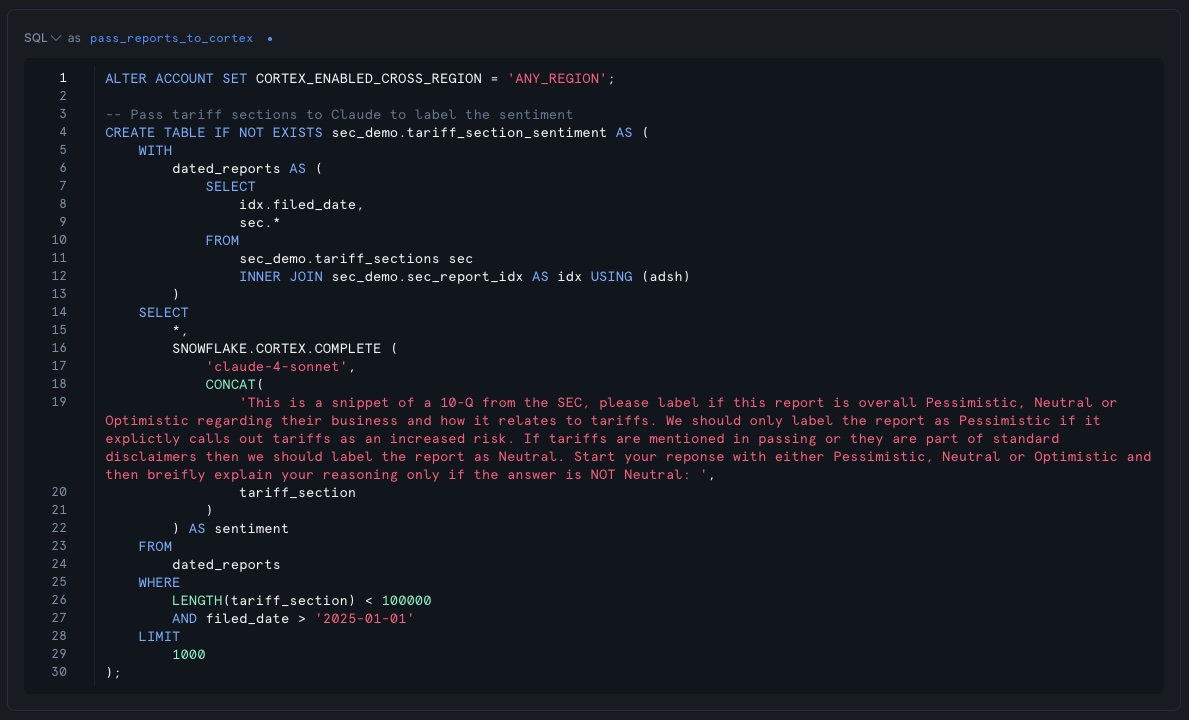 SQL as pass_reports_to_cortex
1 ALTER ACCOUNT SET CORTEX_ENABLED_CROSS_REGION = 'ANY_REGION';
2
3 -- Pass tariff sections to Claude to label the sentiment
4 CREATE TABLE IF NOT EXISTS sec_demo.tariff_section_sentiment AS (
5 WITH
6 dated_reports AS (
7 SELECT
8 idx.filed_date,
9 sec.*
10 FROM
11 sec_demo.tariff_sections sec
12 INNER JOIN sec_demo.sec_report_idx AS idx USING (adsh)
13 )
14 SELECT
15 *,
16 SNOWFLAKE.CORTEX.COMPLETE (
17 'claude-4-sonnet',
18 CONCAT(
19 'This is a snippet of a 10-Q from the SEC, please label if this report is overall Pessimistic, Neutral or
Optimistic regarding their business and how it relates to tariffs. We should only label the report as Pessimistic if it
explictly calls out tariffs as an increased risk. If tariffs are mentioned in passing or they are part of standard
disclaimers then we should label the report as Neutral. Start your reponse with either Pessimistic, Neutral or Optimistic and
then breifly explain your reasoning only if the answer is NOT Neutral: ',
20 tariff_section
21 )
22 ) AS sentiment
23 FROM
24 dated_reports
25 WHERE
26 LENGTH(tariff_section) < 100000
27 AND filed_date > '2025-01-01'
28 LIMIT
29 1000
30 );